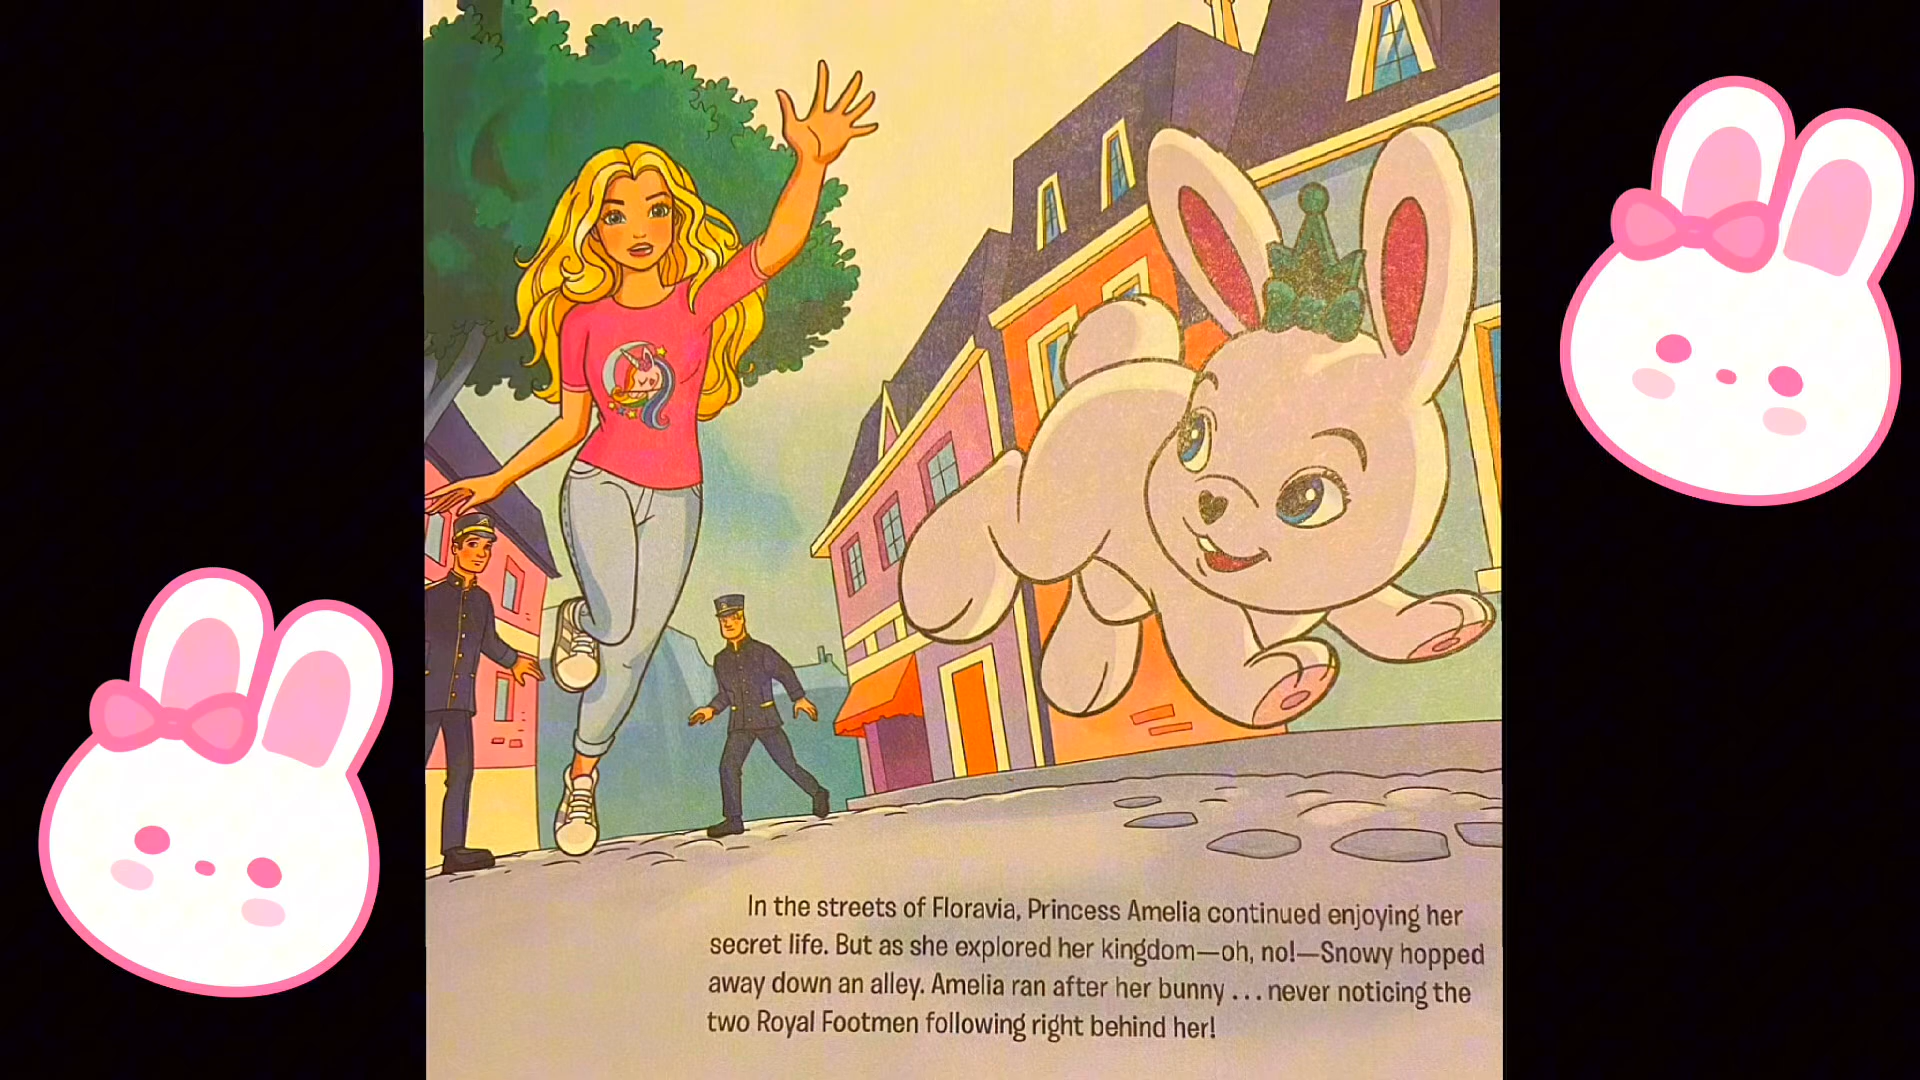 In the streets of Floravia, Princess Amelia continued enjoying her
secret life. But as she explored her kingdom—oh, no!—Snowy hopped
away down an alley. Amelia ran after her bunny . . . never noticing the
two Royal Footmen following right behind her!